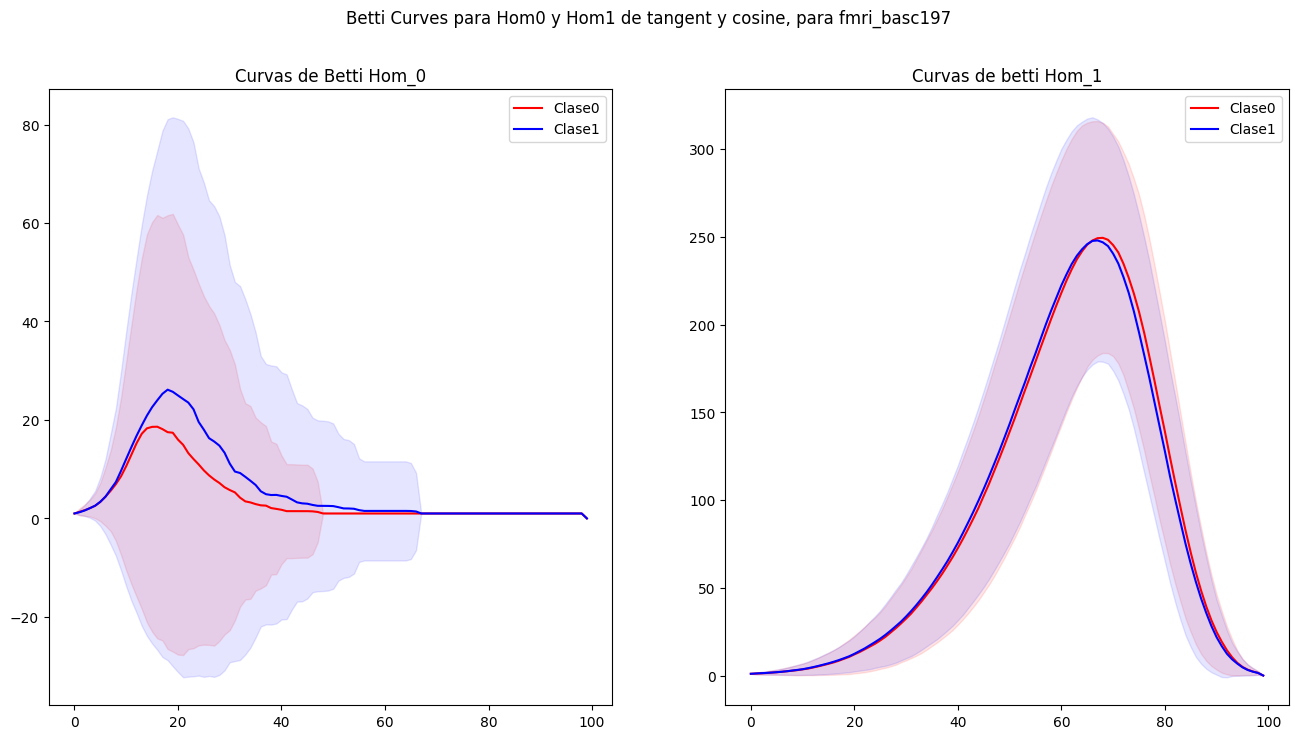 Betti Curves para Hom0 y Hom1 de tangent y cosine, para fmri_basc197
Curvas de Betti Hom_0
Clase0
Clase1
80
60
40
20
0
−20
0 20 40 60 80 100
Curvas de betti Hom_1
Clase0
Clase1
300
250
200
150
100
50
0
0 20 40 60 80 100